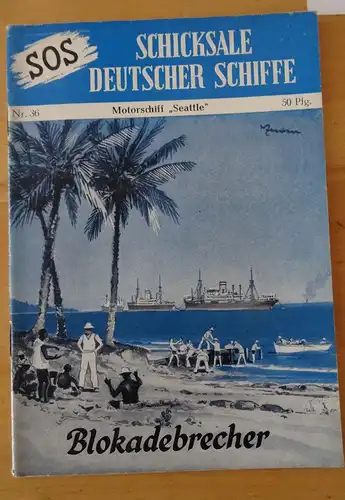 SOS
SCHICKSALE
DEUTSCHER SCHIFFE
Nr. 36 Motorschiff „Seattle" 50 Pfg.
Blokadebrecher